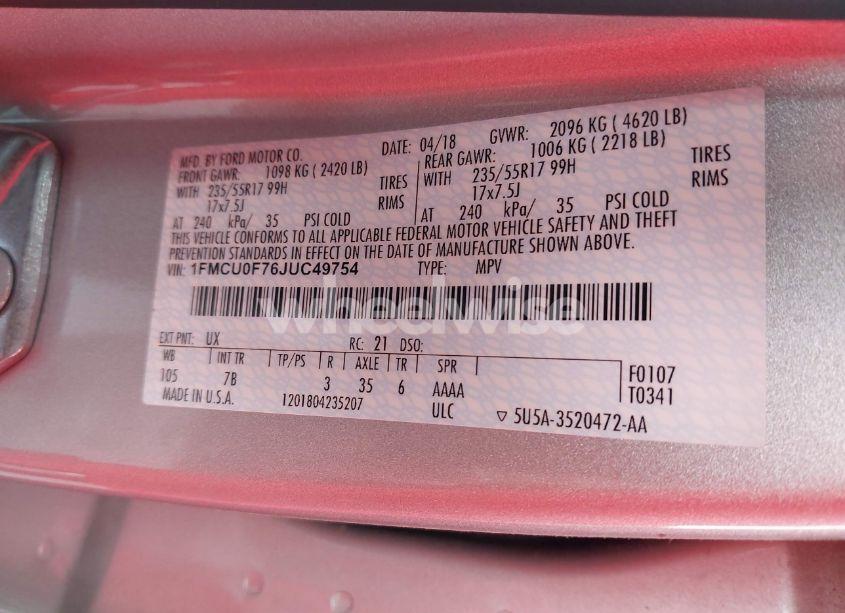 MFD. BY FORD MOTOR CO. DATE: 04/18 GVWR: 2096 KG ( 4620 LB)
FRONT GAWR: 1098 KG ( 2420 LB) REAR GAWR: 1006 KG ( 2218 LB)
WITH 235/55R17 99H TIRES WITH 235/55R17 99H TIRES
17x7.5J RIMS 17x7.5J RIMS
AT 240 kPa/ 35 PSI COLD AT 240 kPa/ 35 PSI COLD
THIS VEHICLE CONFORMS TO ALL APPLICABLE FEDERAL MOTOR VEHICLE SAFETY AND THEFT
PREVENTION STANDARDS IN EFFECT ON THE DATE OF MANUFACTURE SHOWN ABOVE.
VIN: 1FMCU0F76JUC49754 TYPE: MPV
wheelwise
EXT PNT: UX RC: 21 DSO:
WB INT TR TP/PS R AXLE TR SPR
105 7B 3 35 6 AAAA F0107
MADE IN U.S.A. 1201804235207 ULC T0341
▽ 5U5A-3520472-AA